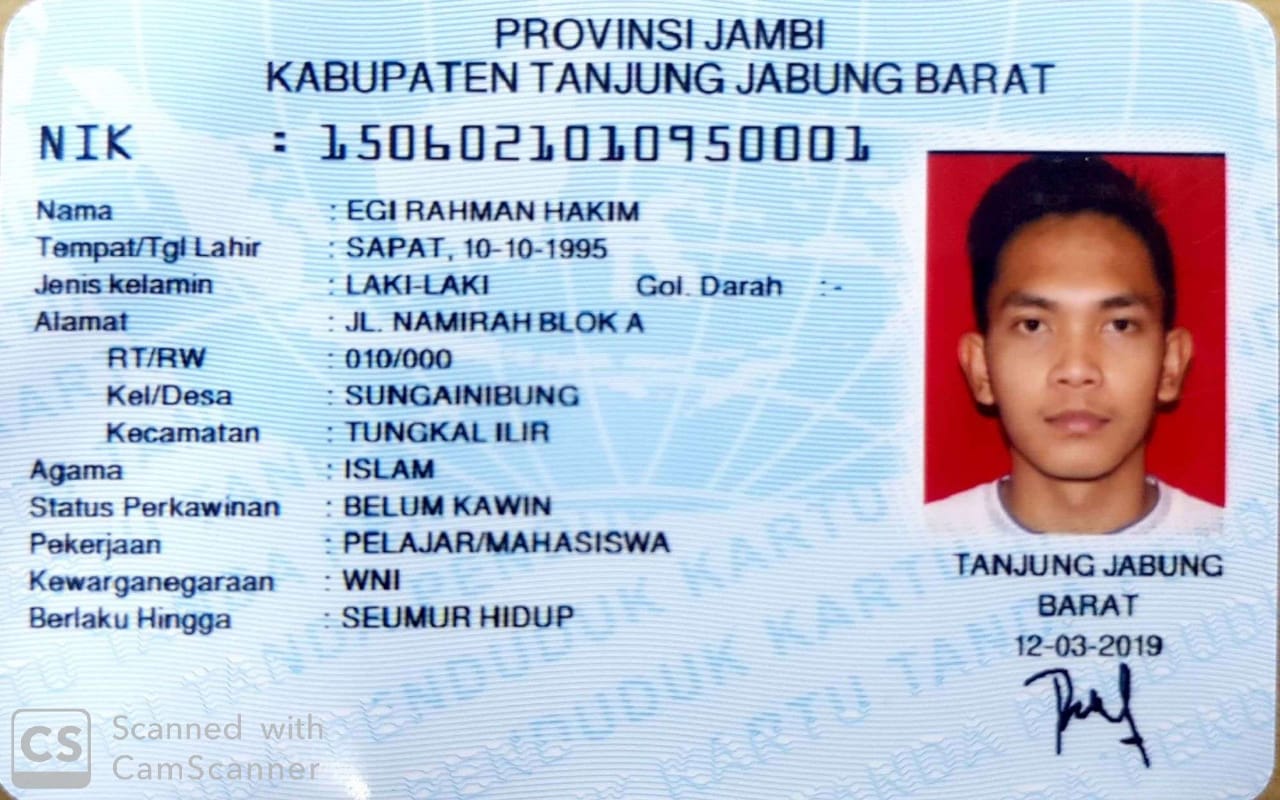 PROVINSI JAMBI
KABUPATEN TANJUNG JABUNG BARAT
NIK : 1506021010950001
Nama : EGI RAHMAN HAKIM
Tempat/Tgl Lahir : SAPAT, 10-10-1995
Jenis kelamin : LAKI-LAKI Gol. Darah : -
Alamat : JL. NAMIRAH BLOK A
RT/RW : 010/000
Kel/Desa : SUNGAINIBUNG
Kecamatan : TUNGKAL ILIR
Agama : ISLAM
Status Perkawinan : BELUM KAWIN
Pekerjaan : PELAJAR/MAHASISWA
Kewarganegaraan : WNI
Berlaku Hingga : SEUMUR HIDUP
TANJUNG JABUNG
BARAT
12-03-2019
CS Scanned with
CamScanner